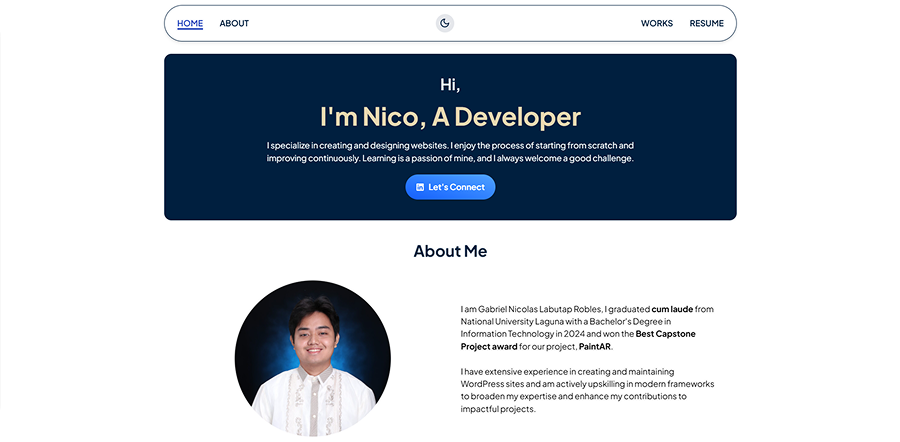 HOME ABOUT WORKS RESUME
Hi,
I'm Nico, A Developer
I specialize in creating and designing websites. I enjoy the process of starting from scratch and
improving continuously. Learning is a passion of mine, and I always welcome a good challenge.
Let's Connect
About Me
I am Gabriel Nicolas Labutap Robles, I graduated cum laude from
National University Laguna with a Bachelor's Degree in
Information Technology in 2024 and won the Best Capstone
Project award for our project, PaintAR.
I have extensive experience in creating and maintaining
WordPress sites and am actively upskilling in modern frameworks
to broaden my expertise and enhance my contributions to
impactful projects.